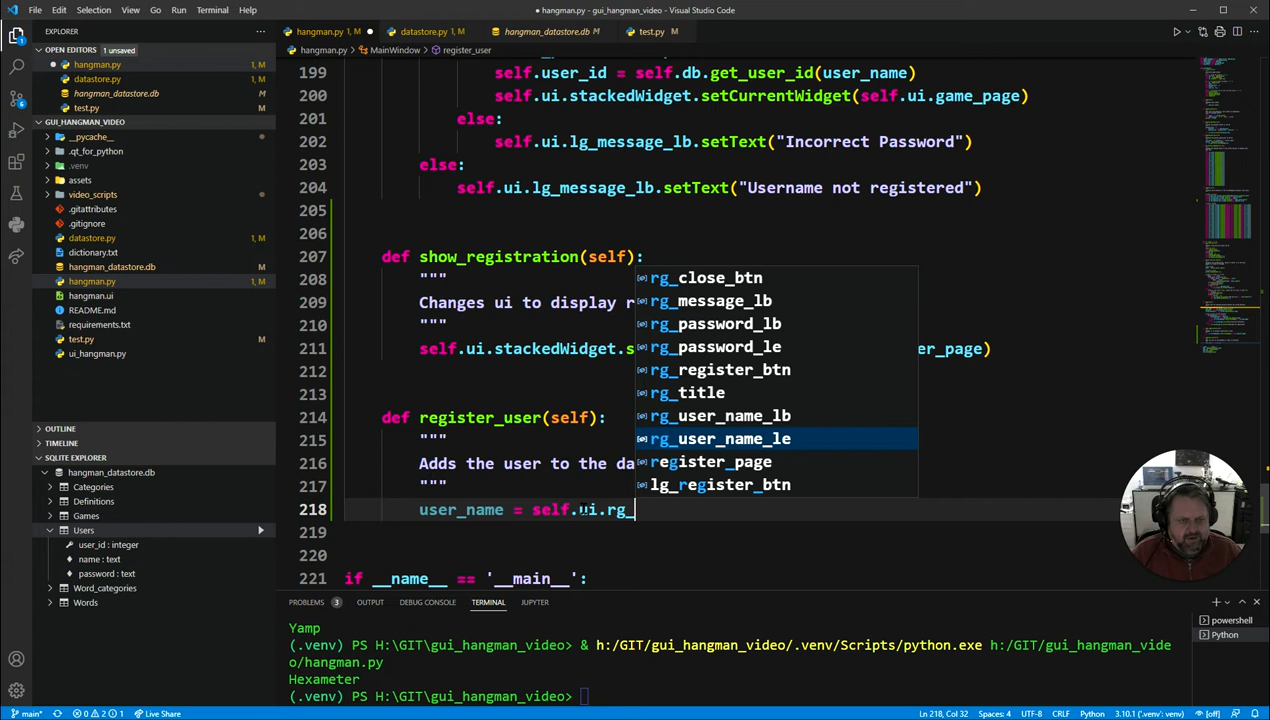 File Edit Selection View Go Run Terminal Help
● hangman.py - gui_hangman_video - Visual Studio Code
EXPLORER
hangman.py 1, M ●
datastore.py 1, M
hangman_datastore.db M
test.py M
hangman.py > MainWindow > register_user
OPEN EDITORS 1 unsaved
hangman.py 1, M
datastore.py 1, M
hangman_datastore.db M
test.py M
GUI_HANGMAN_VIDEO
__pycache__
.qt_for_python
.venv
assets
video_scripts
.gitattributes
.gitignore
datastore.py 1, M
dictionary.txt
hangman_datastore.db M
hangman.py 1, M
hangman.ui
README.md
requirements.txt
test.py M
ui_hangman.py
OUTLINE
TIMELINE
SQLITE EXPLORER
hangman_datastore.db
Categories
Definitions
Games
Users
user_id : integer
name : text
password : text
Word_categories
Words
199 self.user_id = self.db.get_user_id(user_name)
200 self.ui.stackedWidget.setCurrentWidget(self.ui.game_page)
201 else:
202 self.ui.lg_message_lb.setText("Incorrect Password")
203 else:
204 self.ui.lg_message_lb.setText("Username not registered")
205
206
207 def show_registration(self):
208 """
209 Changes ui to display r
210 """
211 self.ui.stackedWidget.s er_page)
212
213
214 def register_user(self):
215 """
216 Adds the user to the da
217 """
218 user_name = self.ui.rg_
219
220
221 if __name__ == '__main__':
rg_close_btn
rg_message_lb
rg_password_lb
rg_password_le
rg_register_btn
rg_title
rg_user_name_lb
rg_user_name_le
register_page
lg_register_btn
PROBLEMS 3 OUTPUT DEBUG CONSOLE TERMINAL JUPYTER
Yamp
(.venv) PS H:\GIT\gui_hangman_video> & h:/GIT/gui_hangman_video/.venv/Scripts/python.exe h:/GIT/gui_hangman_vide
o/hangman.py
Hexameter
(.venv) PS H:\GIT\gui_hangman_video>
powershell
Python
main* 0 2 1 Live Share Ln 218, Col 32 Spaces: 4 UTF-8 CRLF Python 3.10.1 ('.venv': venv) [off]